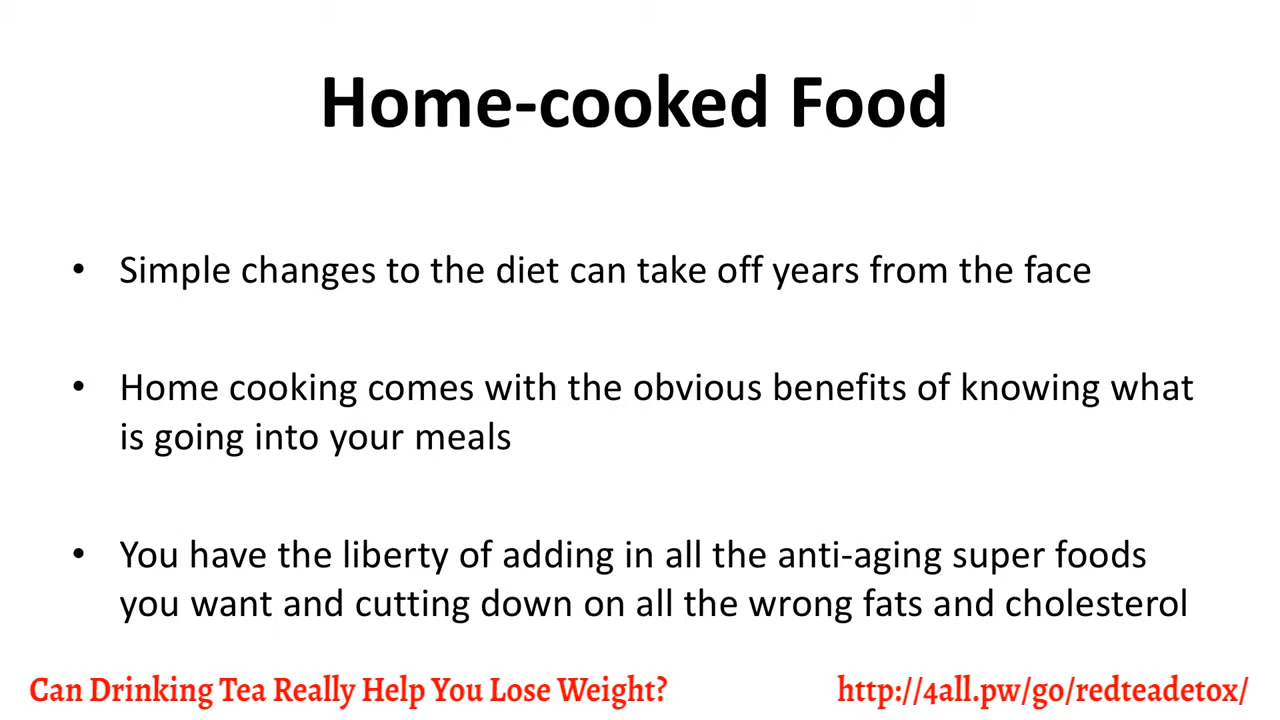 Home-cooked Food
• Simple changes to the diet can take off years from the face
• Home cooking comes with the obvious benefits of knowing what
is going into your meals
• You have the liberty of adding in all the anti-aging super foods
you want and cutting down on all the wrong fats and cholesterol
Can Drinking Tea Really Help You Lose Weight? http://4all.pw/go/redteadetox/